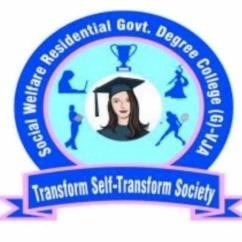 Social Welfare Residential Govt. Degree College (G)-VJA
Transform Self-Transform Society